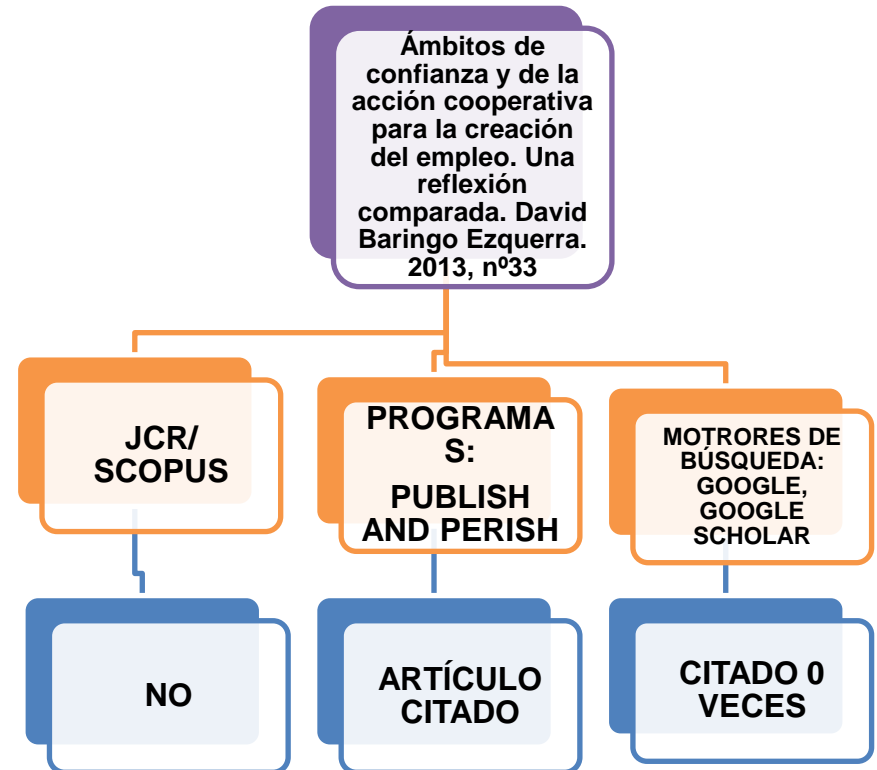 Ámbitos de
confianza y de la
acción cooperativa
para la creación
del empleo. Una
reflexión
comparada. David
Baringo Ezquerra.
2013, nº33
JCR/
SCOPUS
PROGRAMA
S:
PUBLISH
AND PERISH
MOTRORES DE
BÚSQUEDA:
GOOGLE,
GOOGLE
SCHOLAR
NO
ARTÍCULO
CITADO
CITADO 0
VECES